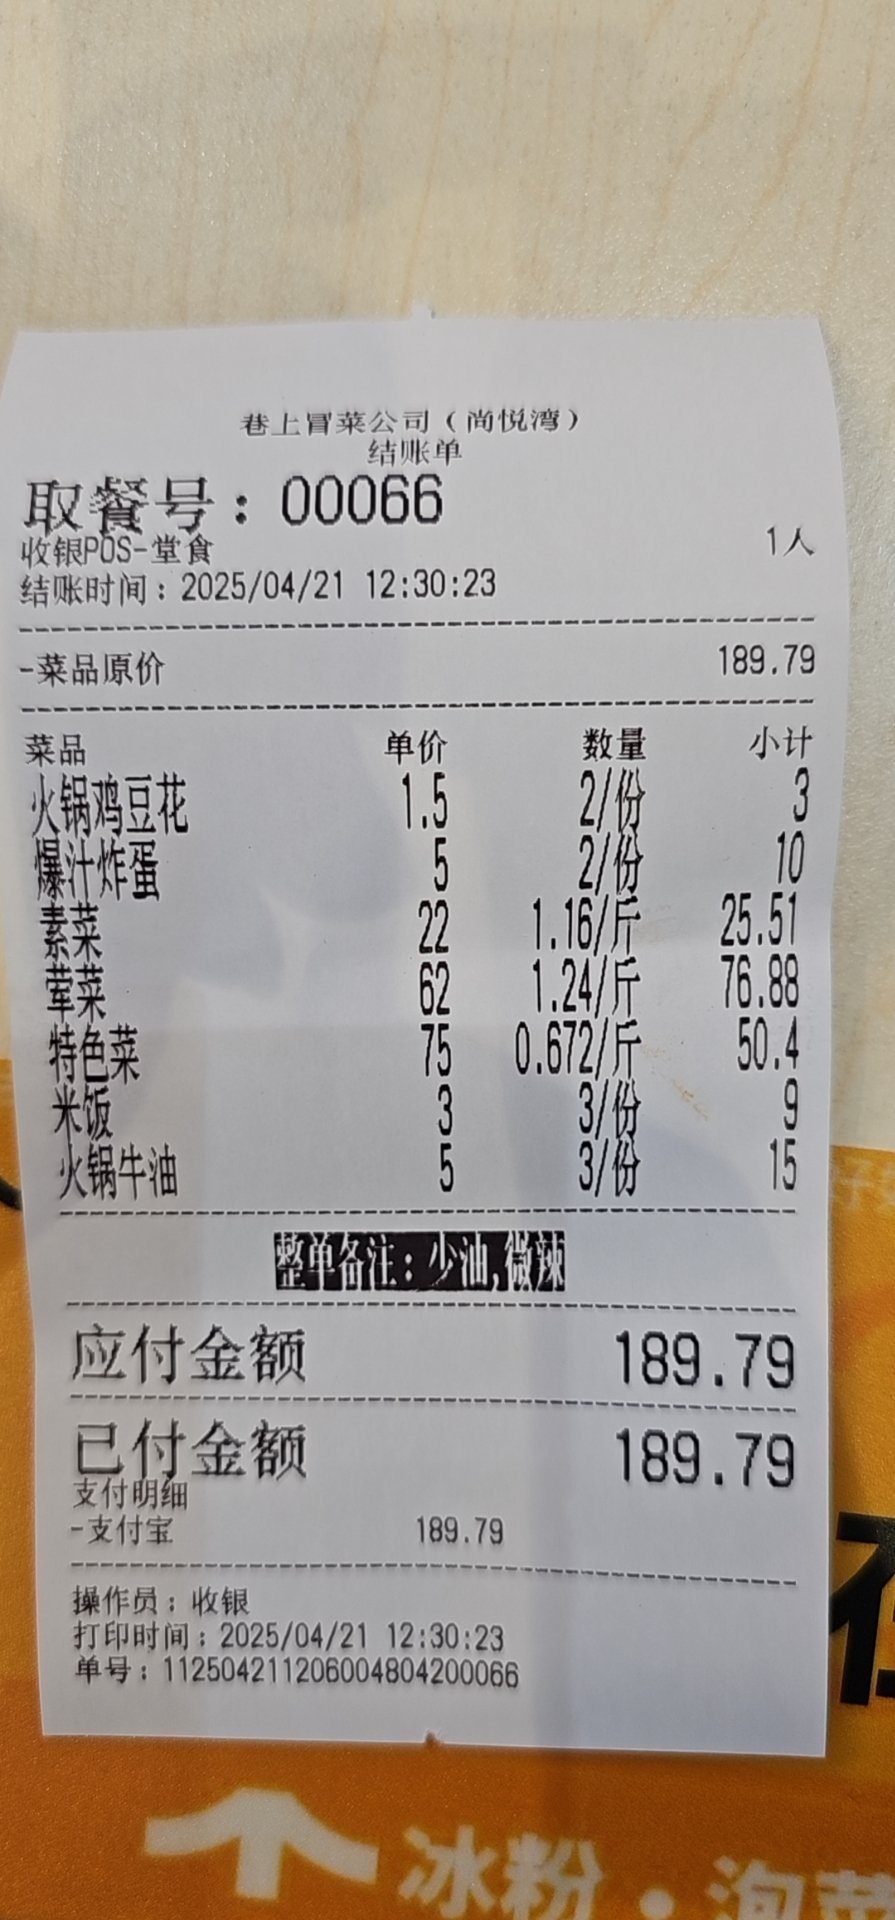 巷上冒菜公司（尚悦湾）
结账单
取餐号：00066
收银POS-堂食 1人
结账时间：2025/04/21 12:30:23
-菜品原价 189.79
菜品 单价 数量 小计
火锅鸡豆花 1.5 2/份 3
爆汁炸蛋 5 2/份 10
素菜 22 1.16/斤 25.51
荤菜 62 1.24/斤 76.88
特色菜 75 0.672/斤 50.4
米饭 3 3/份 9
火锅牛油 5 3/份 15
整单备注：少油,微辣
应付金额 189.79
已付金额 189.79
支付明细
-支付宝 189.79
操作员：收银
打印时间：2025/04/21 12:30:23
单号：112504211206004804200066
冰粉·泡菜